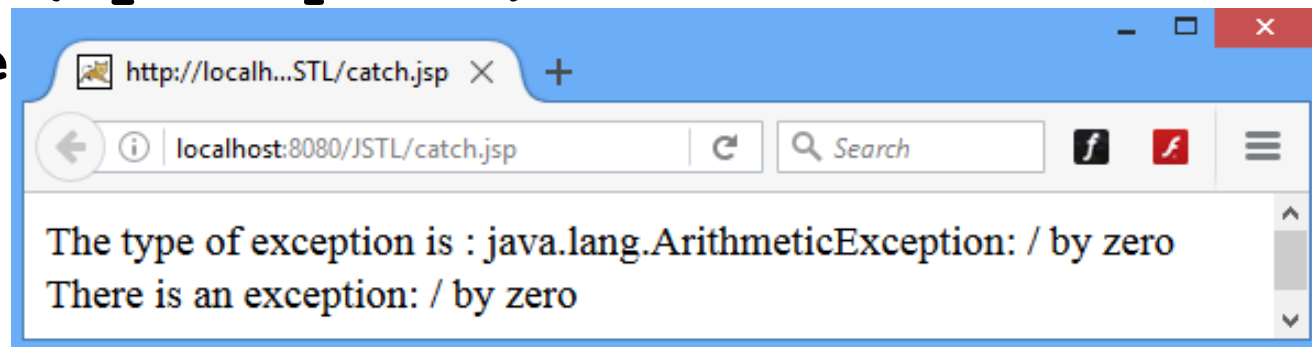 e
http://localh...STL/catch.jsp
localhost:8080/JSTL/catch.jsp
Search
The type of exception is : java.lang.ArithmeticException: / by zero
There is an exception: / by zero